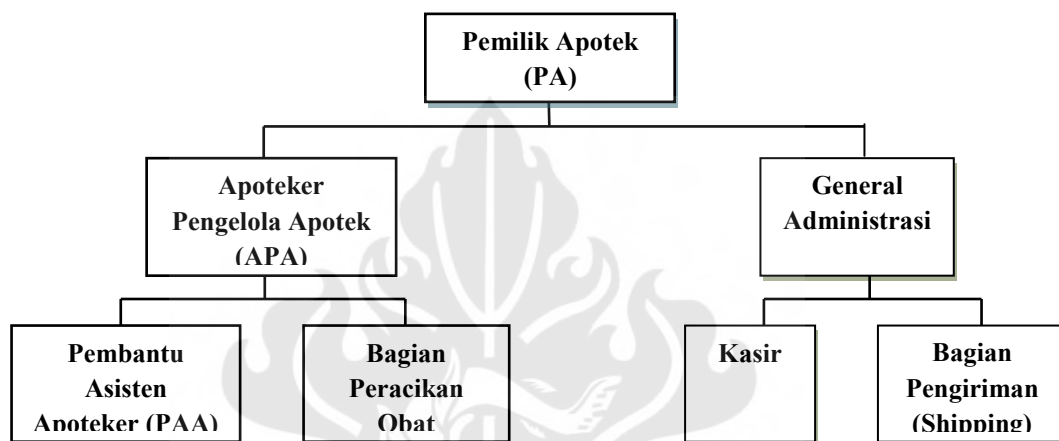 Pemilik Apotek
(PA)
Apoteker
Pengelola Apotek
(APA)
General
Administrasi
Pembantu
Asisten
Apoteker (PAA)
Bagian
Peracikan
Obat
Kasir
Bagian
Pengiriman
(Shipping)